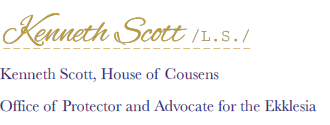 Kenneth Scott /L.S./
Kenneth Scott, House of Cousens
Office of Protector and Advocate for the Ekklesia